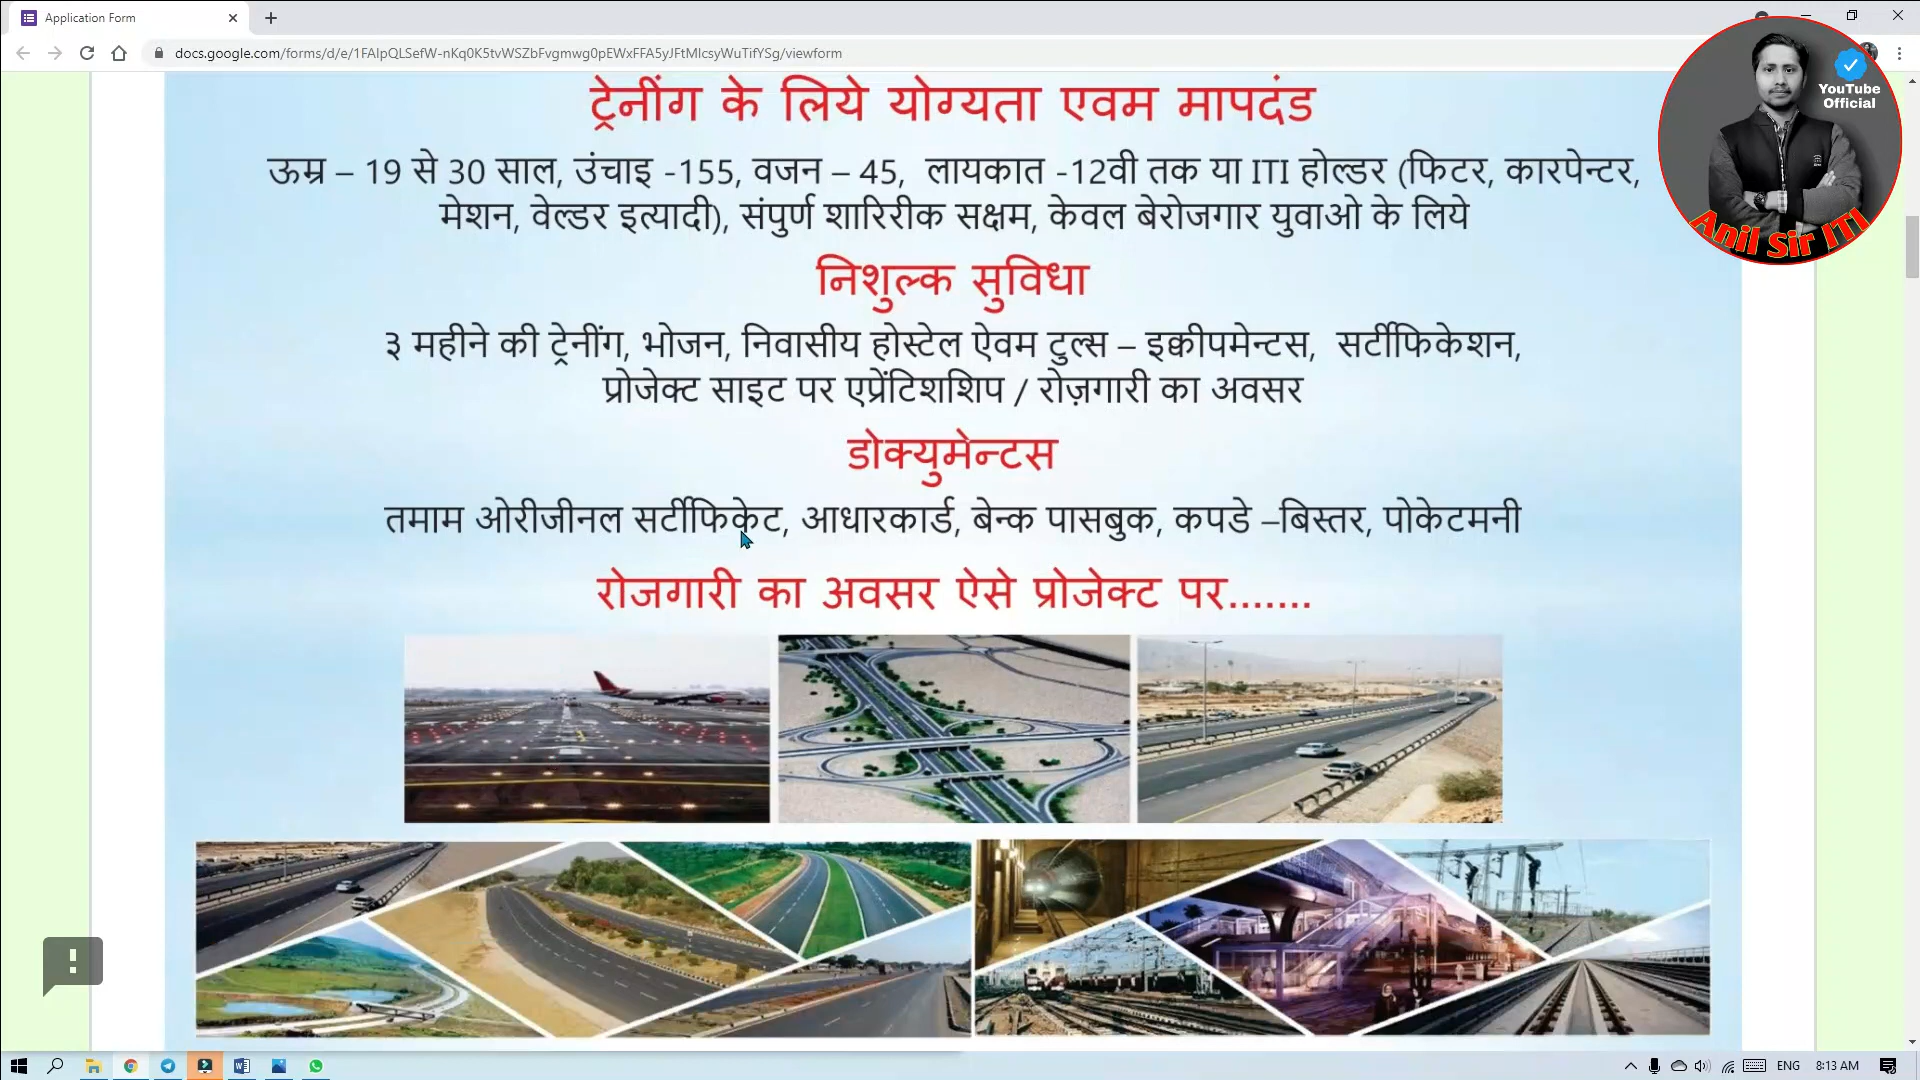 Application Form
docs.google.com/forms/d/e/1FAIpQLSefW-nKq0K5tvWSZbFvgmwg0pEWxFFA5yJFtMlcsyWuTifYSg/viewform
YouTube
Official
Anil Sir ITI
ट्रेनींग के लिये योग्यता एवम मापदंड
ऊम्र – 19 से 30 साल, उंचाइ -155, वजन – 45, लायकात -12वी तक या ITI होल्डर (फिटर, कारपेन्टर,
मेशन, वेल्डर इत्यादी), संपुर्ण शारिरीक सक्षम, केवल बेरोजगार युवाओ के लिये
निशुल्क सुविधा
३ महीने की ट्रेनींग, भोजन, निवासीय होस्टेल ऐवम टुल्स – इक्वीपमेन्टस, सर्टीफिकेशन,
प्रोजेक्ट साइट पर एप्रेंटिशशिप / रोज़गारी का अवसर
डोक्युमेन्टस
तमाम ओरीजीनल सर्टीफिकेट, आधारकार्ड, बेन्क पासबुक, कपडे –बिस्तर, पोकेटमनी
रोजगारी का अवसर ऐसे प्रोजेक्ट पर.......
ENG
8:13 AM